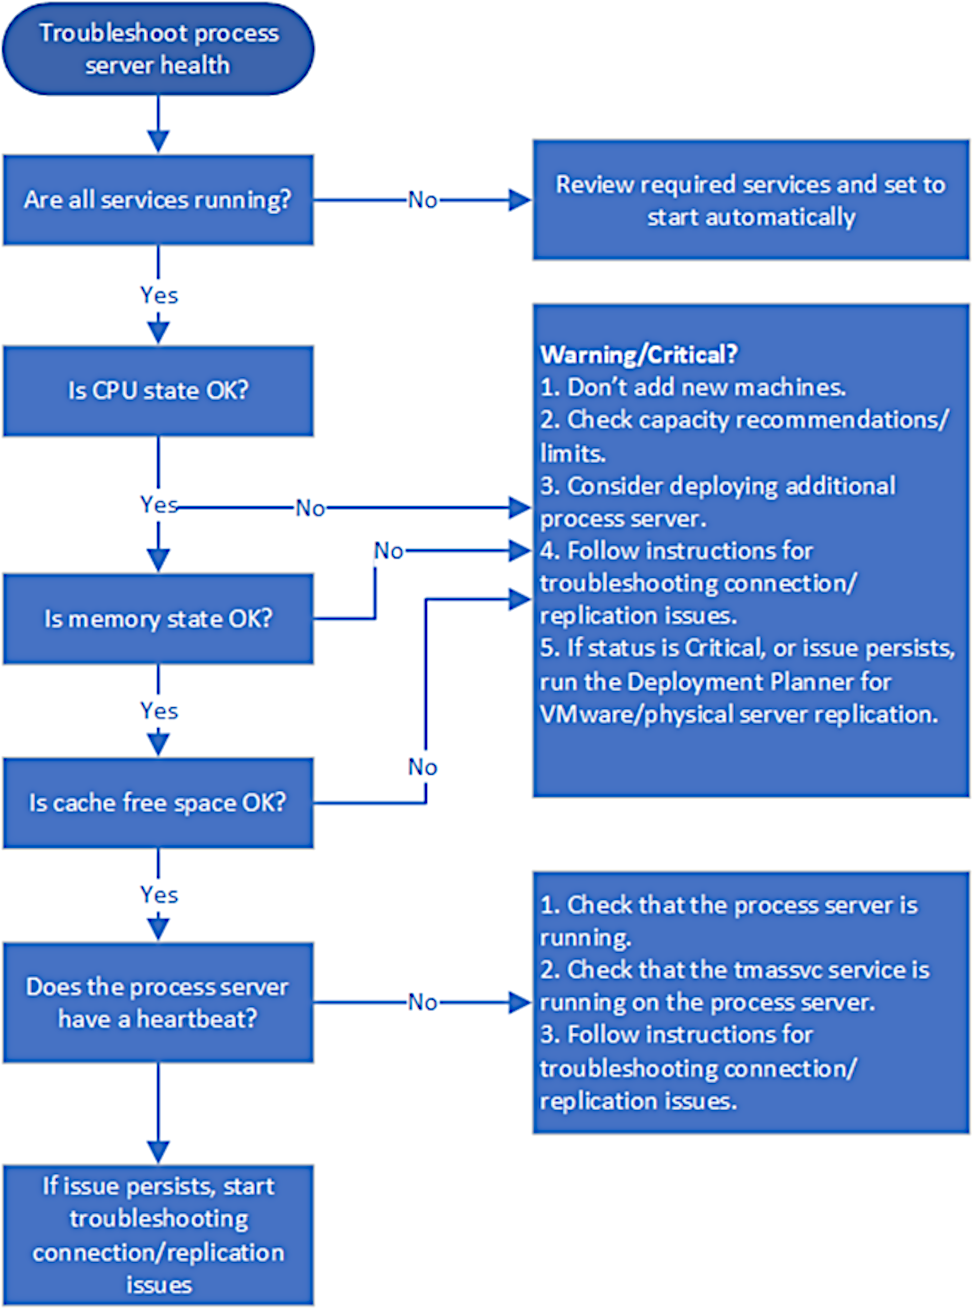 Troubleshoot process
server health
Are all services running?
No
Review required services and set to
start automatically
Yes
Is CPU state OK?
Yes
No
Warning/Critical?
1. Don’t add new machines.
2. Check capacity recommendations/
limits.
3. Consider deploying additional
process server.
4. Follow instructions for
troubleshooting connection/
replication issues.
5. If status is Critical, or issue persists,
run the Deployment Planner for
VMware/physical server replication.
Is memory state OK?
No
Yes
Is cache free space OK?
No
Yes
Does the process server
have a heartbeat?
No
1. Check that the process server is
running.
2. Check that the tmassvc service is
running on the process server.
3. Follow instructions for
troubleshooting connection/
replication issues.
If issue persists, start
troubleshooting
connection/replication
issues